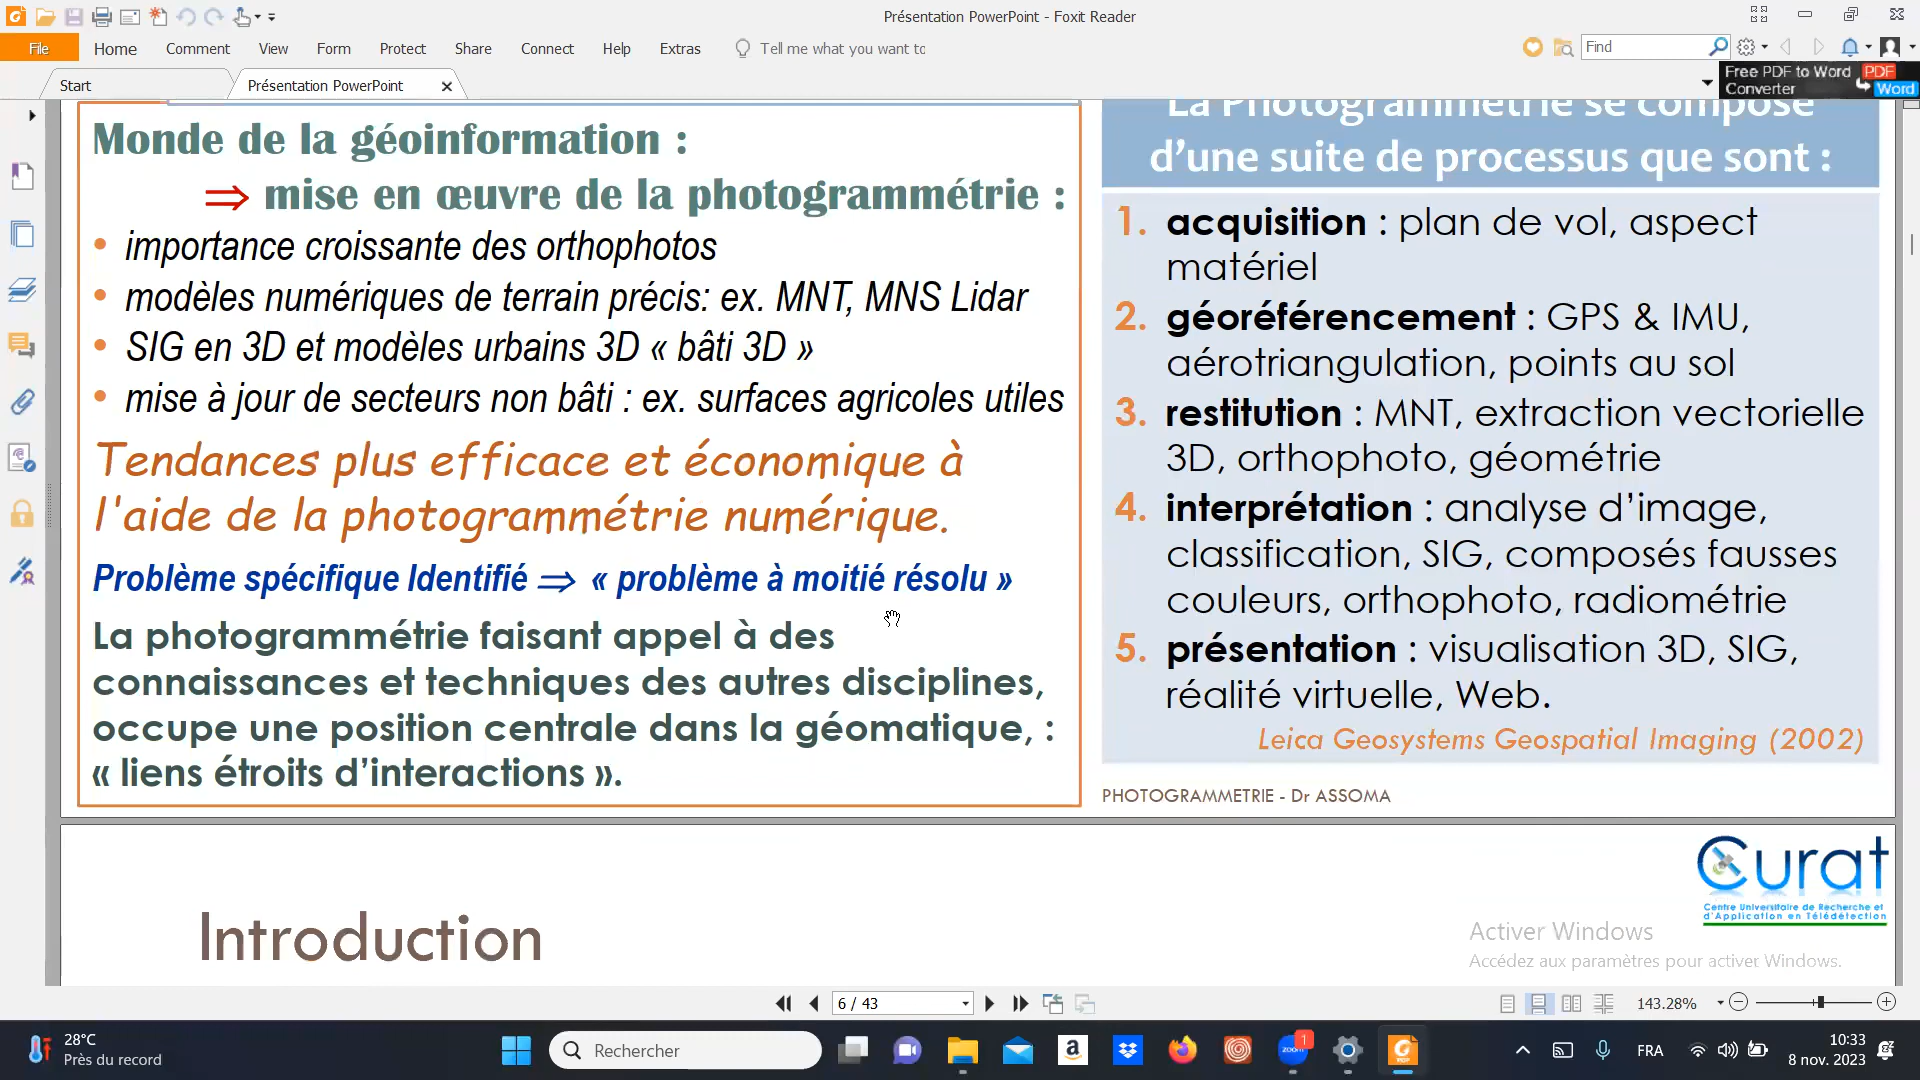 Présentation PowerPoint - Foxit Reader
File Home Comment View Form Protect Share Connect Help Extras Tell me what you want to Find
Start Présentation PowerPoint
Free PDF to Word PDF
Converter Word
Monde de la géoinformation :
⇒ mise en œuvre de la photogrammétrie :
• importance croissante des orthophotos
• modèles numériques de terrain précis: ex. MNT, MNS Lidar
• SIG en 3D et modèles urbains 3D « bâti 3D »
• mise à jour de secteurs non bâti : ex. surfaces agricoles utiles
Tendances plus efficace et économique à
l'aide de la photogrammétrie numérique.
Problème spécifique Identifié ⇒ « problème à moitié résolu »
La photogrammétrie faisant appel à des
connaissances et techniques des autres disciplines,
occupe une position centrale dans la géomatique, :
« liens étroits d’interactions ».
La Photogrammétrie se compose
d’une suite de processus que sont :
1. acquisition : plan de vol, aspect
matériel
2. géoréférencement : GPS & IMU,
aérotriangulation, points au sol
3. restitution : MNT, extraction vectorielle
3D, orthophoto, géométrie
4. interprétation : analyse d’image,
classification, SIG, composés fausses
couleurs, orthophoto, radiométrie
5. présentation : visualisation 3D, SIG,
réalité virtuelle, Web.
Leica Geosystems Geospatial Imaging (2002)
PHOTOGRAMMETRIE - Dr ASSOMA
Curat
Centre Universitaire de Recherche et
d'Application en Télédétection
Introduction
Activer Windows
Accédez aux paramètres pour activer Windows.
6 / 43
143.28%
28°C
Près du record
Rechercher
zoom 1
FRA
10:33
8 nov. 2023